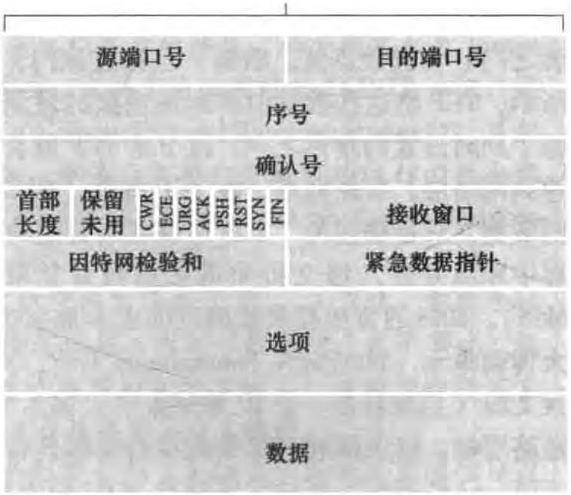 源端口号 目的端口号
序号
确认号
首部 保留 CWR ECE URG ACK PSH RST SYN FIN 接收窗口
长度 未用
因特网检验和 紧急数据指针
选项
数据